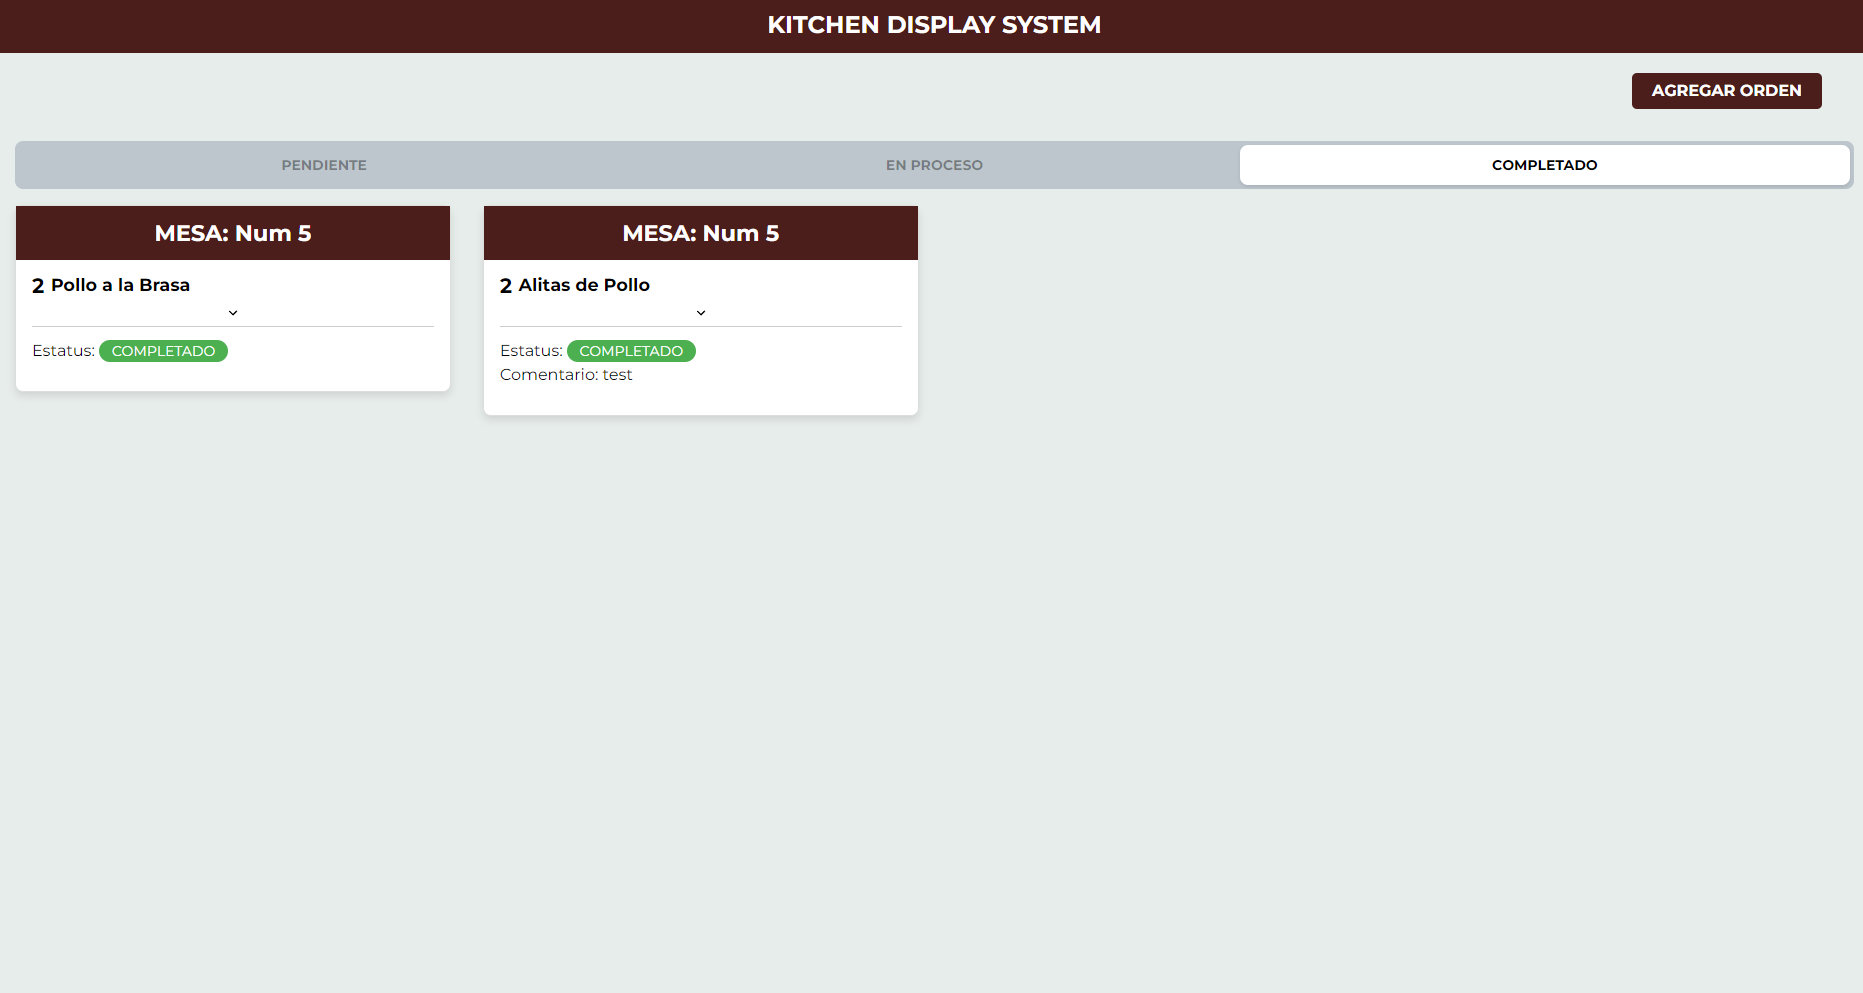 KITCHEN DISPLAY SYSTEM
AGREGAR ORDEN
PENDIENTE EN PROCESO COMPLETADO
MESA: Num 5
2 Pollo a la Brasa
Estatus: COMPLETADO
MESA: Num 5
2 Alitas de Pollo
Estatus: COMPLETADO
Comentario: test